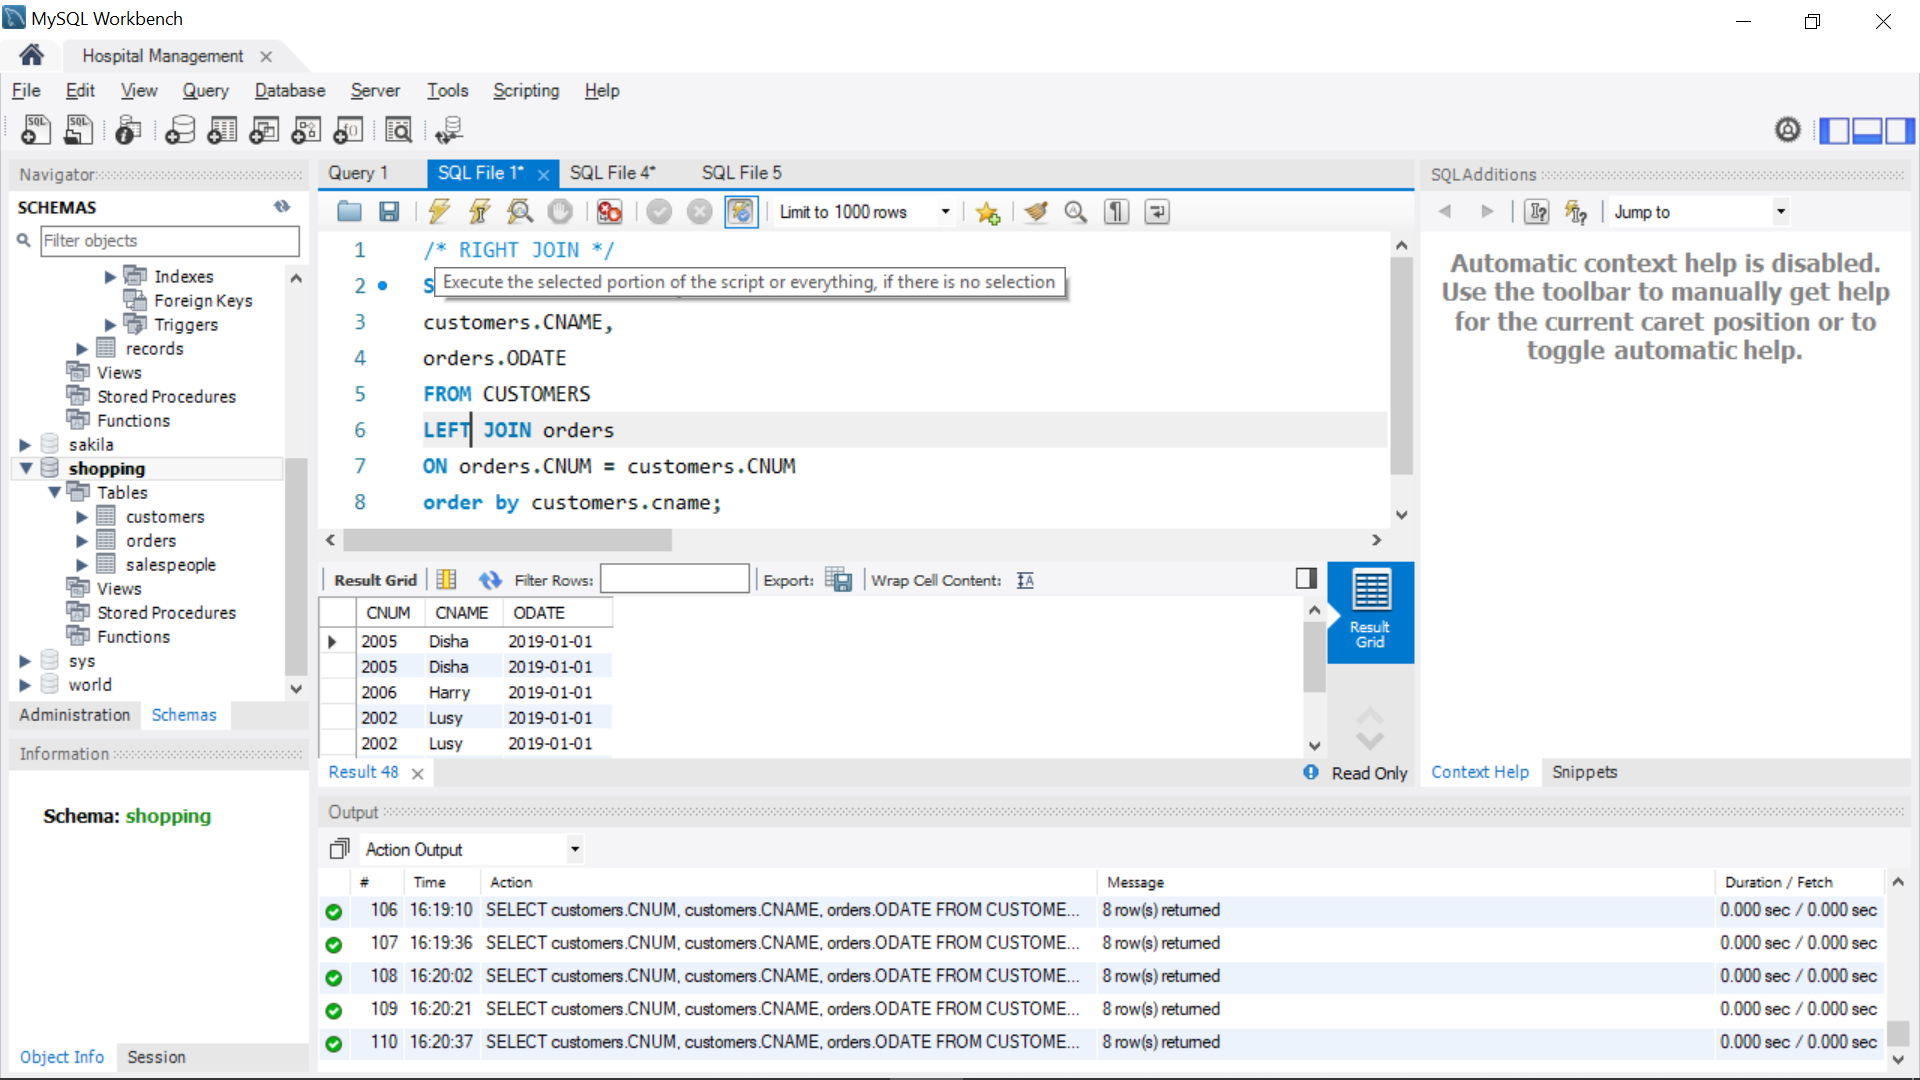 MySQL Workbench
Hospital Management
File Edit View Query Database Server Tools Scripting Help
SQL SQL
Navigator
SCHEMAS
Filter objects
Indexes
Foreign Keys
Triggers
records
Views
Stored Procedures
Functions
sakila
shopping
Tables
customers
orders
salespeople
Views
Stored Procedures
Functions
sys
world
Administration Schemas
Information
Schema: shopping
Object Info Session
Query 1 SQL File 1* SQL File 4* SQL File 5
Limit to 1000 rows
1 /* RIGHT JOIN */
2 S
Execute the selected portion of the script or everything, if there is no selection
3 customers.CNAME,
4 orders.ODATE
5 FROM CUSTOMERS
6 LEFT JOIN orders
7 ON orders.CNUM = customers.CNUM
8 order by customers.cname;
Result Grid Filter Rows: Export: Wrap Cell Content:
CNUM CNAME ODATE
2005 Disha 2019-01-01
2005 Disha 2019-01-01
2006 Harry 2019-01-01
2002 Lusy 2019-01-01
2002 Lusy 2019-01-01
Result
Grid
Result 48
Read Only
SQLAdditions
Jump to
Automatic context help is disabled.
Use the toolbar to manually get help
for the current caret position or to
toggle automatic help.
Context Help Snippets
Output
Action Output
# Time Action Message Duration / Fetch
106 16:19:10 SELECT customers.CNUM, customers.CNAME, orders.ODATE FROM CUSTOME... 8 row(s) returned 0.000 sec / 0.000 sec
107 16:19:36 SELECT customers.CNUM, customers.CNAME, orders.ODATE FROM CUSTOME... 8 row(s) returned 0.000 sec / 0.000 sec
108 16:20:02 SELECT customers.CNUM, customers.CNAME, orders.ODATE FROM CUSTOME... 8 row(s) returned 0.000 sec / 0.000 sec
109 16:20:21 SELECT customers.CNUM, customers.CNAME, orders.ODATE FROM CUSTOME... 8 row(s) returned 0.000 sec / 0.000 sec
110 16:20:37 SELECT customers.CNUM, customers.CNAME, orders.ODATE FROM CUSTOME... 8 row(s) returned 0.000 sec / 0.000 sec